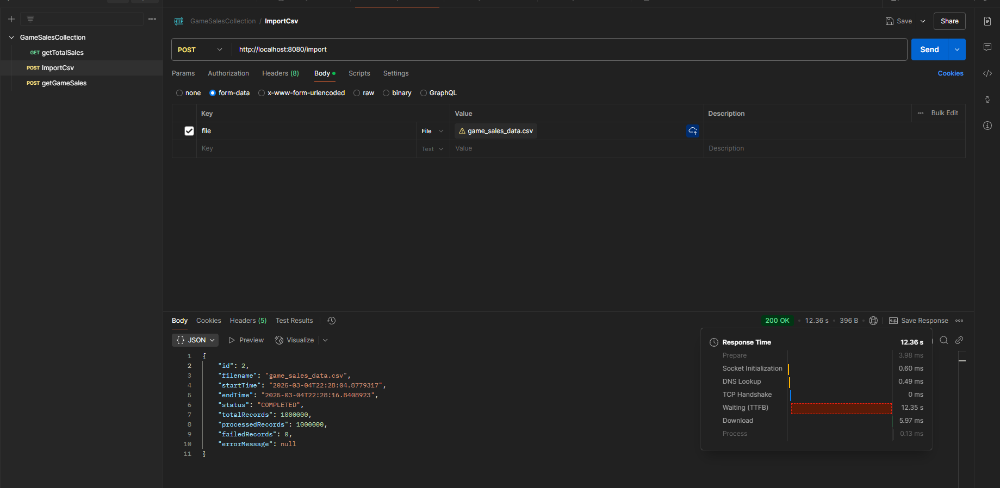 HTTP GameSalesCollection / ImportCsv
Save
Share
GameSalesCollection
GET getTotalSales
POST ImportCsv
POST getGameSales
POST
http://localhost:8080/import
Send
Params Authorization Headers (8) Body Scripts Settings
Cookies
none form-data x-www-form-urlencoded raw binary GraphQL
Key Value Description Bulk Edit
file File game_sales_data.csv
Key Text Value Description
Body Cookies Headers (5) Test Results
200 OK 12.36 s 396 B e.g. Save Response
{} JSON Preview Visualize
1 {
2 "id": 2,
3 "filename": "game_sales_data.csv",
4 "startTime": "2025-03-04T22:28:04.8779317",
5 "endTime": "2025-03-04T22:28:16.8408923",
6 "status": "COMPLETED",
7 "totalRecords": 1000000,
8 "processedRecords": 1000000,
9 "failedRecords": 0,
10 "errorMessage": null
11 }
Response Time 12.36 s
Prepare 3.98 ms
Socket Initialization 0.60 ms
DNS Lookup 0.49 ms
TCP Handshake 0 ms
Waiting (TTFB) 12.35 s
Download 5.97 ms
Process 0.13 ms